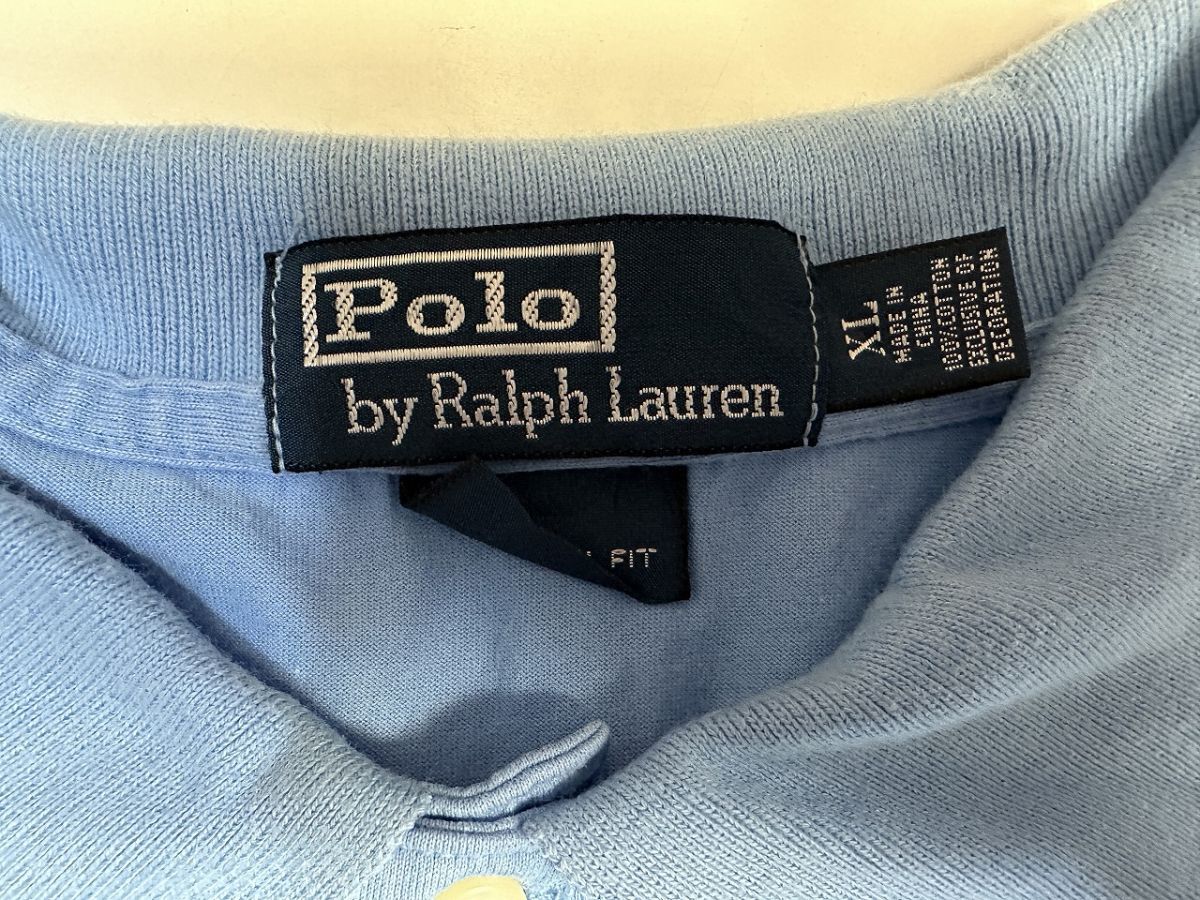 Polo
by Ralph Lauren
XL
MADE IN
CHINA
100% COTTON
EXCLUSIVE OF
DECORATION
FIT